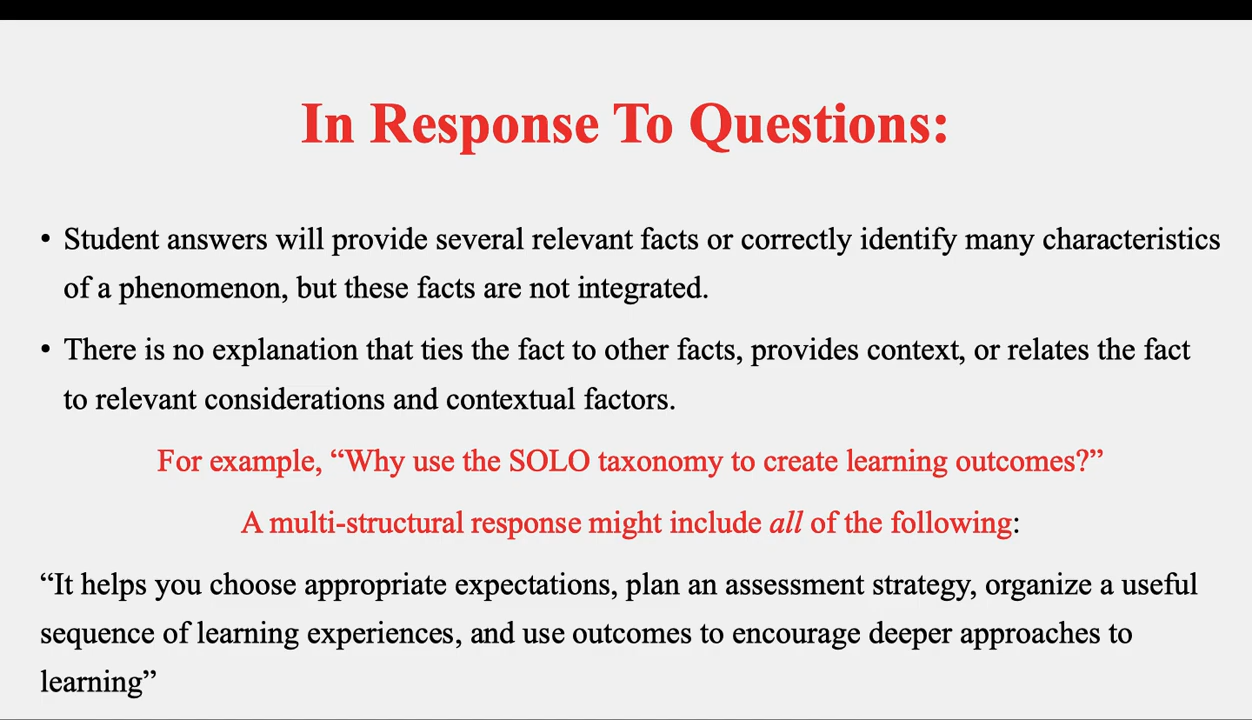 In Response To Questions:
• Student answers will provide several relevant facts or correctly identify many characteristics
of a phenomenon, but these facts are not integrated.
• There is no explanation that ties the fact to other facts, provides context, or relates the fact
to relevant considerations and contextual factors.
For example, “Why use the SOLO taxonomy to create learning outcomes?”
A multi-structural response might include all of the following:
“It helps you choose appropriate expectations, plan an assessment strategy, organize a useful
sequence of learning experiences, and use outcomes to encourage deeper approaches to
learning”